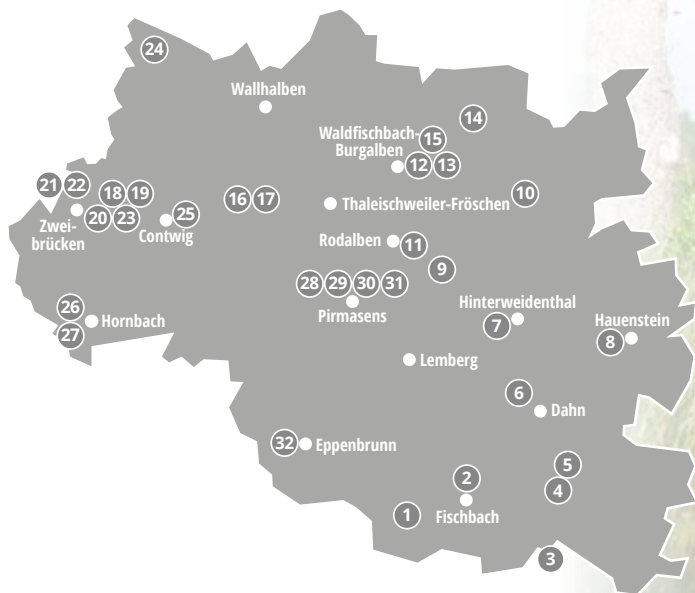 24
Wallhalben
14
Waldfischbach-
Burgalben
15
12 13
21 22
18 19
16 17
10
Thaleischweiler-Fröschen
20 23
25
Zwei-
brücken
Contwig
Rodalben
11
9
28 29 30 31
Pirmasens
26
Hornbach
27
Hinterweidenthal
7
Hauenstein
8
Lemberg
6
Dahn
32
Eppenbrunn
5
2
4
Fischbach
1
3